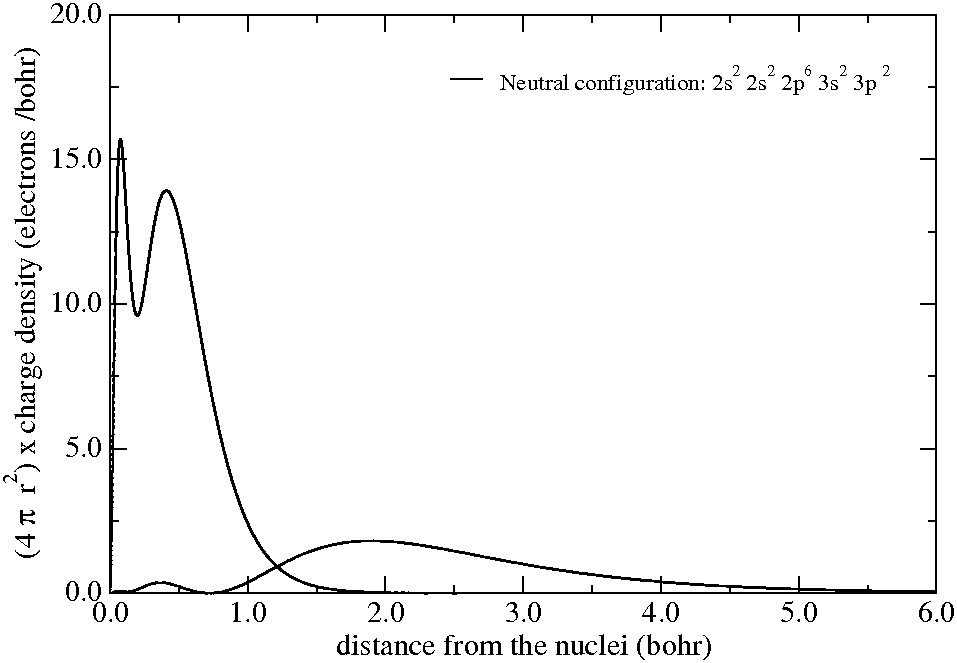 20.0
15.0
10.0
5.0
0.0
(4 π r²) x charge density (electrons /bohr)
Neutral configuration: 2s² 2s² 2p⁶ 3s² 3p²
0.0 1.0 2.0 3.0 4.0 5.0 6.0
distance from the nuclei (bohr)